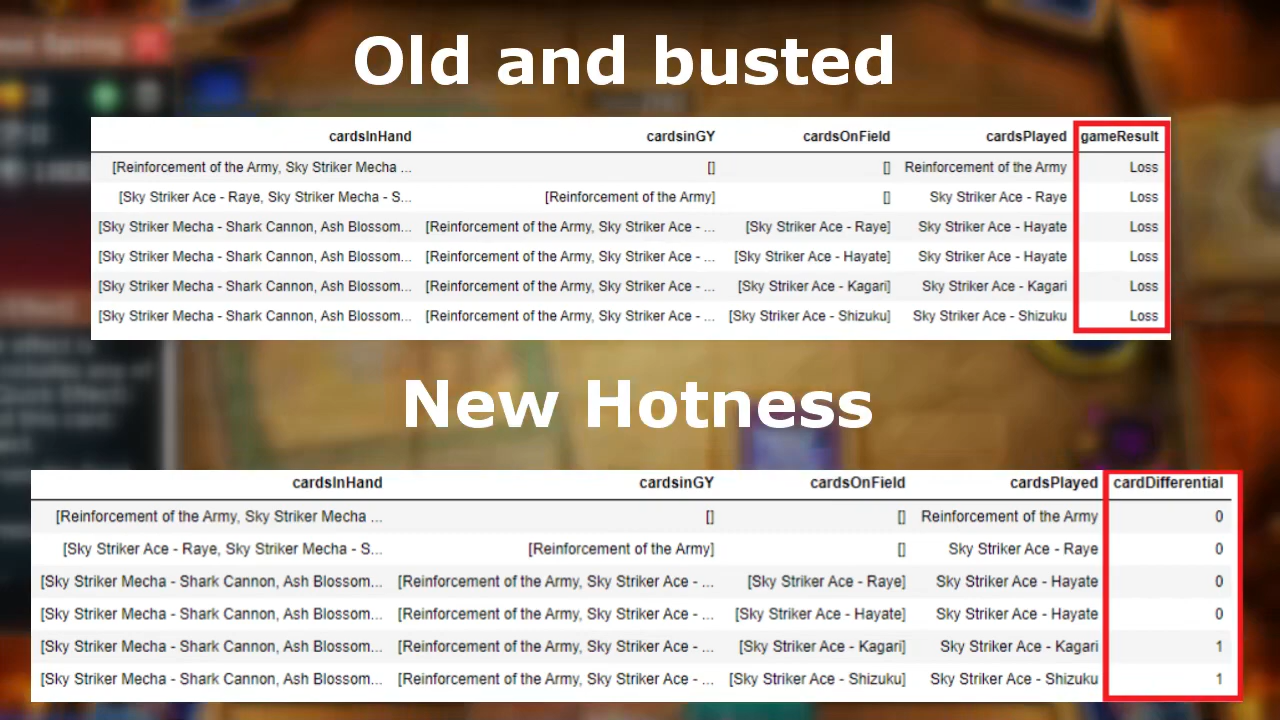 Old and busted
cardsInHand cardsinGY cardsOnField cardsPlayed gameResult
[Reinforcement of the Army, Sky Striker Mecha ... [] [] Reinforcement of the Army Loss
[Sky Striker Ace - Raye, Sky Striker Mecha - S... [Reinforcement of the Army] [] Sky Striker Ace - Raye Loss
[Sky Striker Mecha - Shark Cannon, Ash Blossom... [Reinforcement of the Army, Sky Striker Ace - ... [Sky Striker Ace - Raye] Sky Striker Ace - Hayate Loss
[Sky Striker Mecha - Shark Cannon, Ash Blossom... [Reinforcement of the Army, Sky Striker Ace - ... [Sky Striker Ace - Hayate] Sky Striker Ace - Hayate Loss
[Sky Striker Mecha - Shark Cannon, Ash Blossom... [Reinforcement of the Army, Sky Striker Ace - ... [Sky Striker Ace - Kagari] Sky Striker Ace - Kagari Loss
[Sky Striker Mecha - Shark Cannon, Ash Blossom... [Reinforcement of the Army, Sky Striker Ace - ... [Sky Striker Ace - Shizuku] Sky Striker Ace - Shizuku Loss
New Hotness
cardsInHand cardsinGY cardsOnField cardsPlayed cardDifferential
[Reinforcement of the Army, Sky Striker Mecha ... [] [] Reinforcement of the Army 0
[Sky Striker Ace - Raye, Sky Striker Mecha - S... [Reinforcement of the Army] [] Sky Striker Ace - Raye 0
[Sky Striker Mecha - Shark Cannon, Ash Blossom... [Reinforcement of the Army, Sky Striker Ace - ... [Sky Striker Ace - Raye] Sky Striker Ace - Hayate 0
[Sky Striker Mecha - Shark Cannon, Ash Blossom... [Reinforcement of the Army, Sky Striker Ace - ... [Sky Striker Ace - Hayate] Sky Striker Ace - Hayate 0
[Sky Striker Mecha - Shark Cannon, Ash Blossom... [Reinforcement of the Army, Sky Striker Ace - ... [Sky Striker Ace - Kagari] Sky Striker Ace - Kagari 1
[Sky Striker Mecha - Shark Cannon, Ash Blossom... [Reinforcement of the Army, Sky Striker Ace - ... [Sky Striker Ace - Shizuku] Sky Striker Ace - Shizuku 1